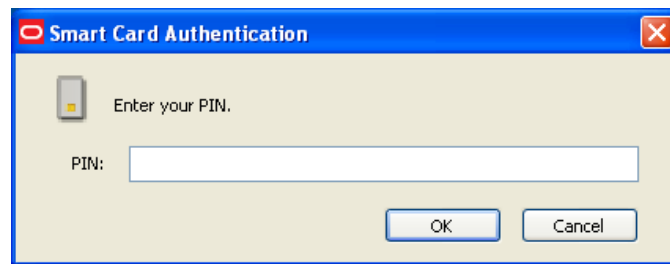 Smart Card Authentication
Enter your PIN.
PIN:
OK Cancel